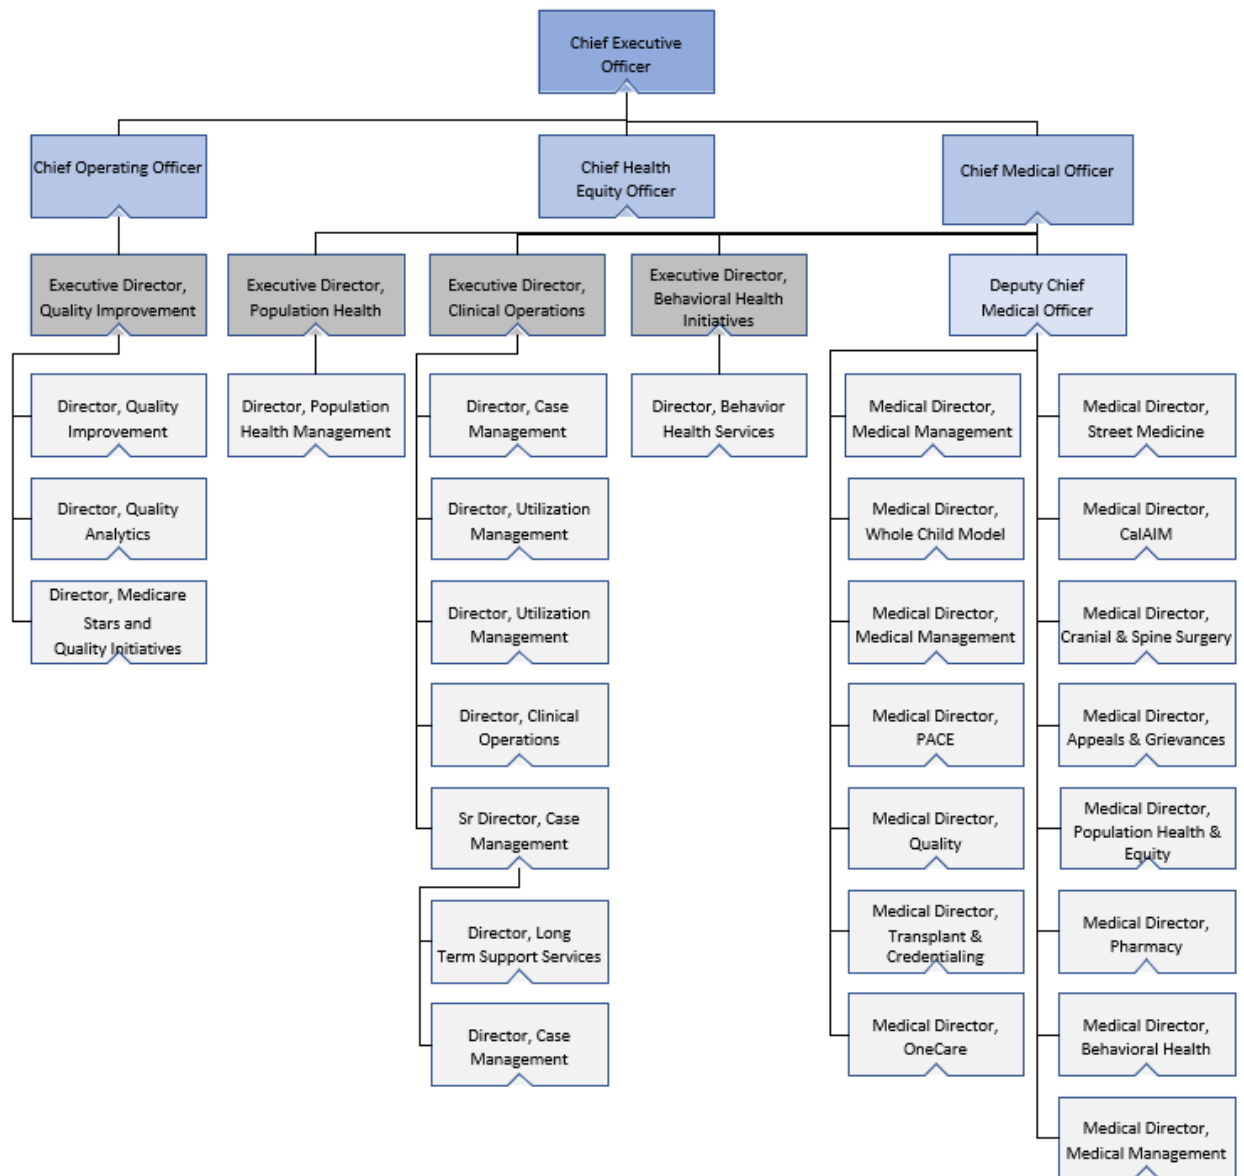 Chief Executive
Officer
Chief Operating Officer
Chief Health
Equity Officer
Chief Medical Officer
Executive Director,
Quality Improvement
Executive Director,
Population Health
Executive Director,
Clinical Operations
Executive Director,
Behavioral Health
Initiatives
Deputy Chief
Medical Officer
Director, Quality
Improvement
Director, Quality
Analytics
Director, Medicare
Stars and
Quality Initiatives
Director, Population
Health Management
Director, Case
Management
Director, Utilization
Management
Director, Utilization
Management
Director, Clinical
Operations
Sr Director, Case
Management
Director, Long
Term Support Services
Director, Case
Management
Director, Behavior
Health Services
Medical Director,
Medical Management
Medical Director,
Whole Child Model
Medical Director,
Medical Management
Medical Director,
PACE
Medical Director,
Quality
Medical Director,
Transplant &
Credentialing
Medical Director,
OneCare
Medical Director,
Street Medicine
Medical Director,
CalAIM
Medical Director,
Cranial & Spine Surgery
Medical Director,
Appeals & Grievances
Medical Director,
Population Health &
Equity
Medical Director,
Pharmacy
Medical Director,
Behavioral Health
Medical Director,
Medical Management